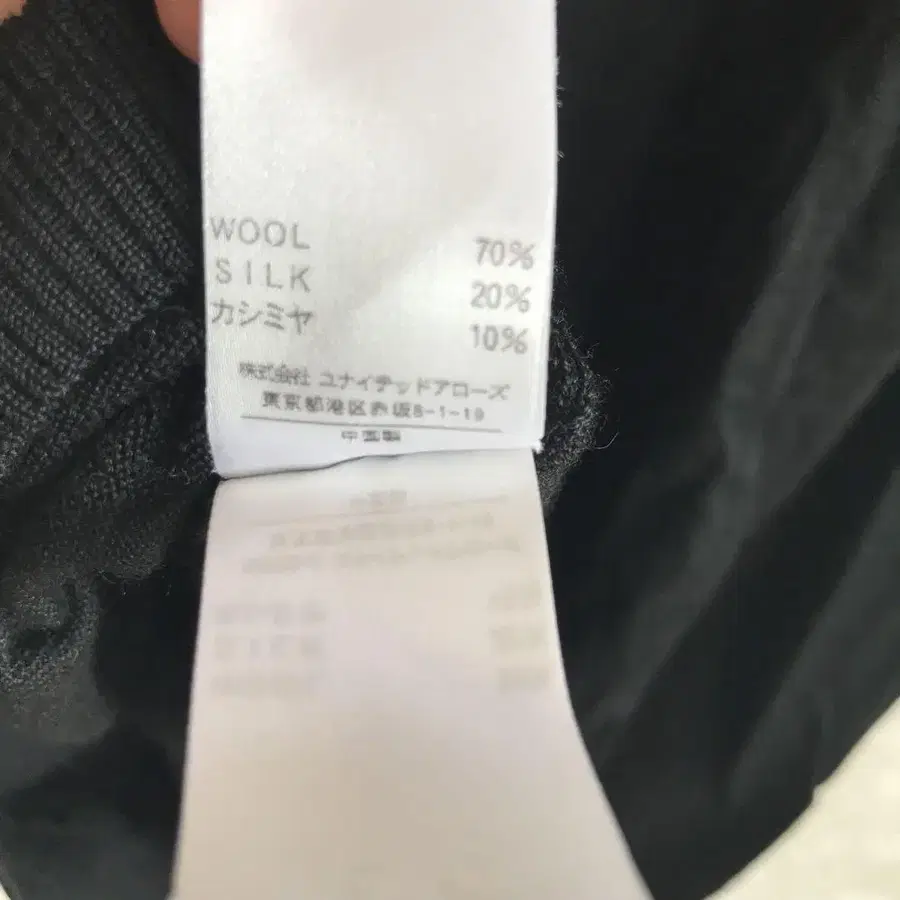 WOOL 70%
SILK 20%
カシミヤ 10%
株式会社 ユナイテッドアローズ
東京都港区赤坂8-1-19
中国製